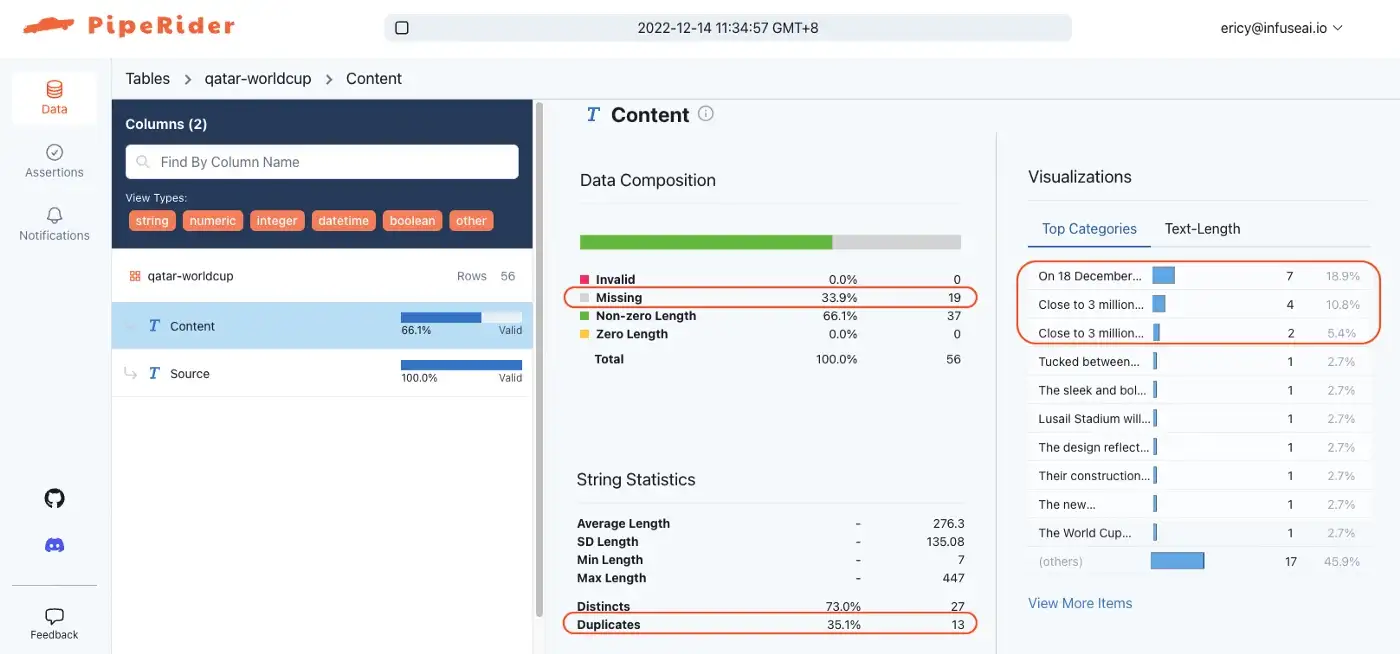 PipeRider
2022-12-14 11:34:57 GMT+8
ericy@infuseai.io
Data
Assertions
Notifications
Feedback
Tables > qatar-worldcup > Content
Columns (2)
Find By Column Name
View Types:
string numeric integer datetime boolean other
qatar-worldcup Rows 56
T Content 66.1% Valid
T Source 100.0% Valid
T Content
Data Composition
Invalid 0.0% 0
Missing 33.9% 19
Non-zero Length 66.1% 37
Zero Length 0.0% 0
Total 100.0% 56
String Statistics
Average Length - 276.3
SD Length - 135.08
Min Length - 7
Max Length - 447
Distincts 73.0% 27
Duplicates 35.1% 13
Visualizations
Top Categories Text-Length
On 18 December... 7 18.9%
Close to 3 million... 4 10.8%
Close to 3 million... 2 5.4%
Tucked between... 1 2.7%
The sleek and bol... 1 2.7%
Lusail Stadium will... 1 2.7%
The design reflect... 1 2.7%
Their construction... 1 2.7%
The new... 1 2.7%
The World Cup... 1 2.7%
(others) 17 45.9%
View More Items